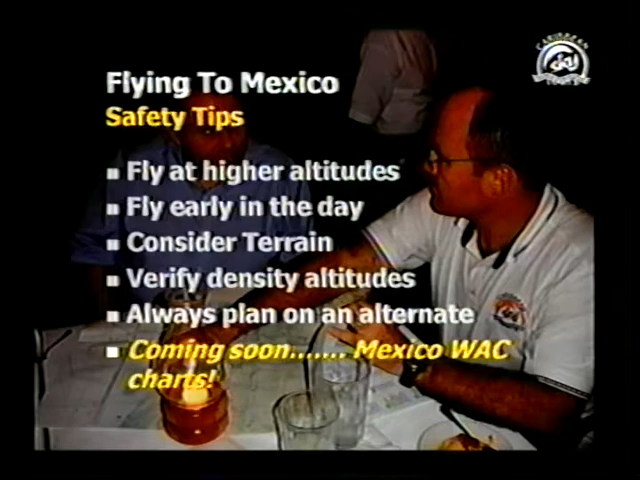 CARIBBEAN
Flying To Mexico
Safety Tips
Fly at higher altitudes
Fly early in the day
Consider Terrain
Verify density altitudes
Always plan on an alternate
Coming soon....... Mexico WAC
charts!